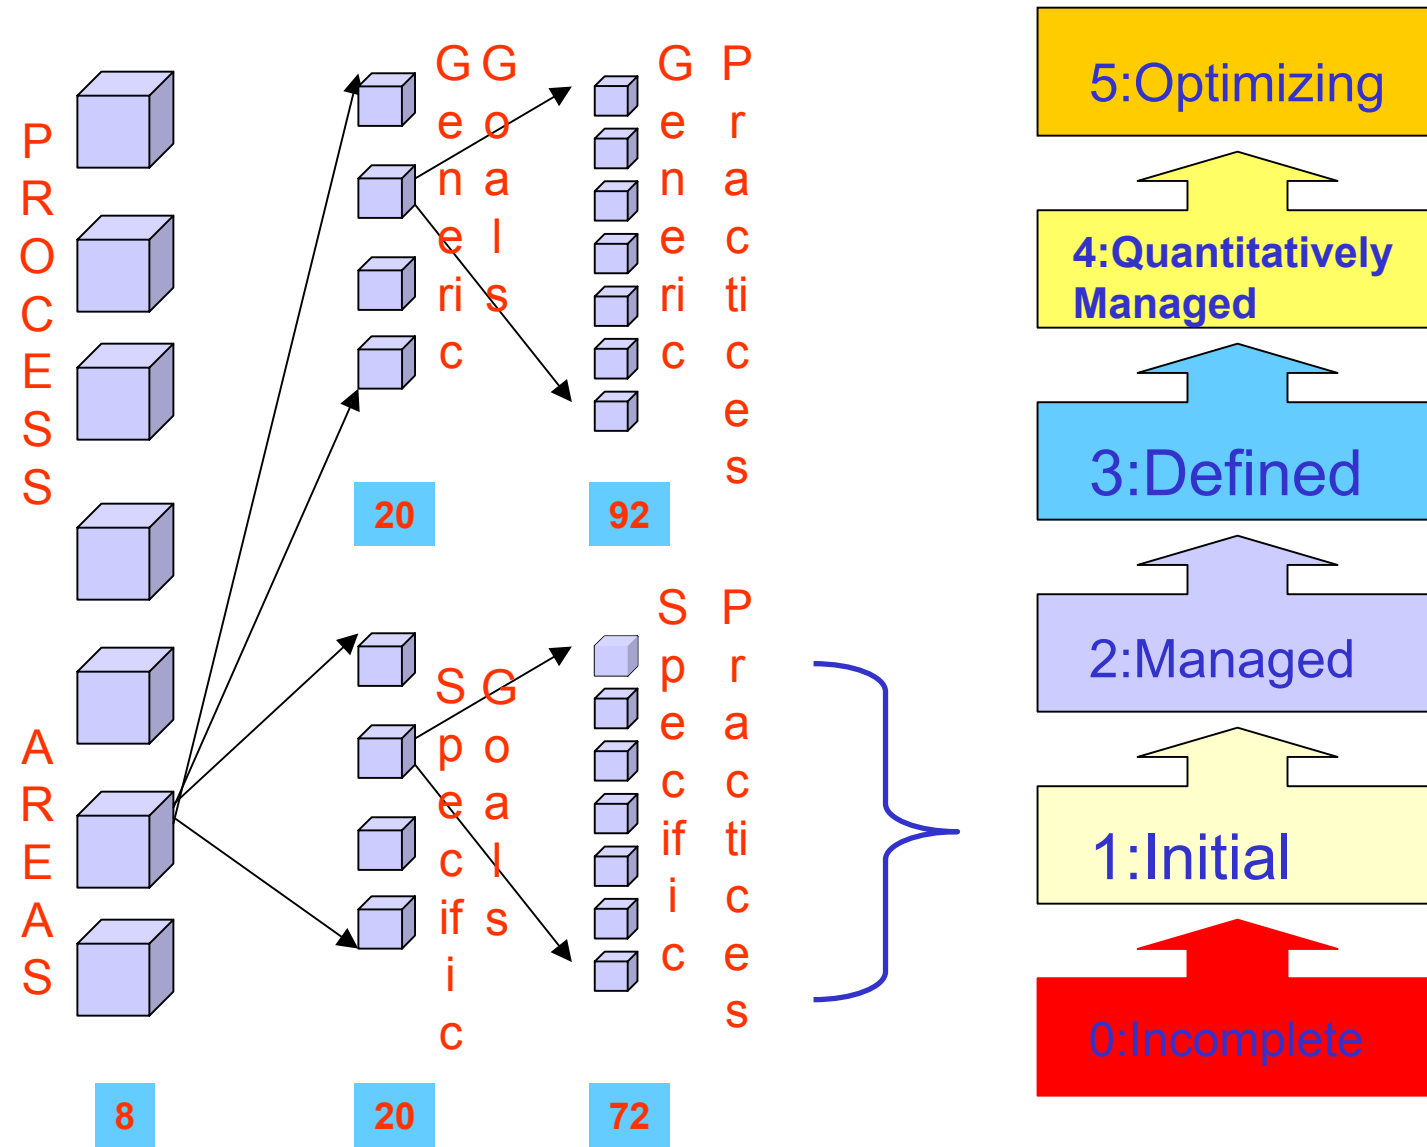 PROCESS
AREAS
8
Generic
Goals
20
Generic
Practices
92
Specific
Goals
20
Specific
Practices
72
5:Optimizing
4:Quantitatively
Managed
3:Defined
2:Managed
1:Initial
0:Incomplete